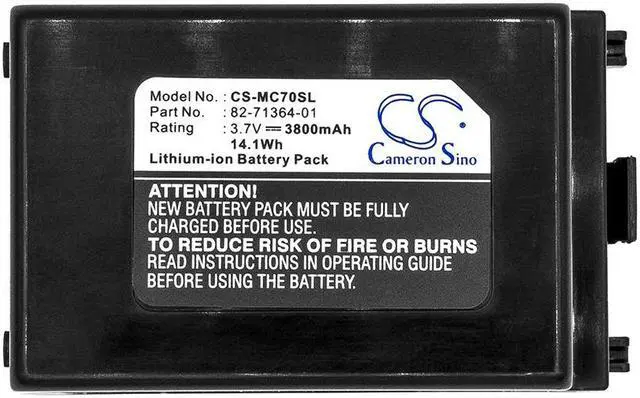 Model No. : CS-MC70SL
Part No. : 82-71364-01
Rating : 3.7V 3800mAh
14.1Wh
Lithium-ion Battery Pack
CS
Cameron Sino
ATTENTION!
NEW BATTERY PACK MUST BE FULLY
CHARGED BEFORE USE.
TO REDUCE RISK OF FIRE OR BURNS
READ INSTRUCTIONS IN OPERATING GUIDE
BEFORE USING THE BATTERY.